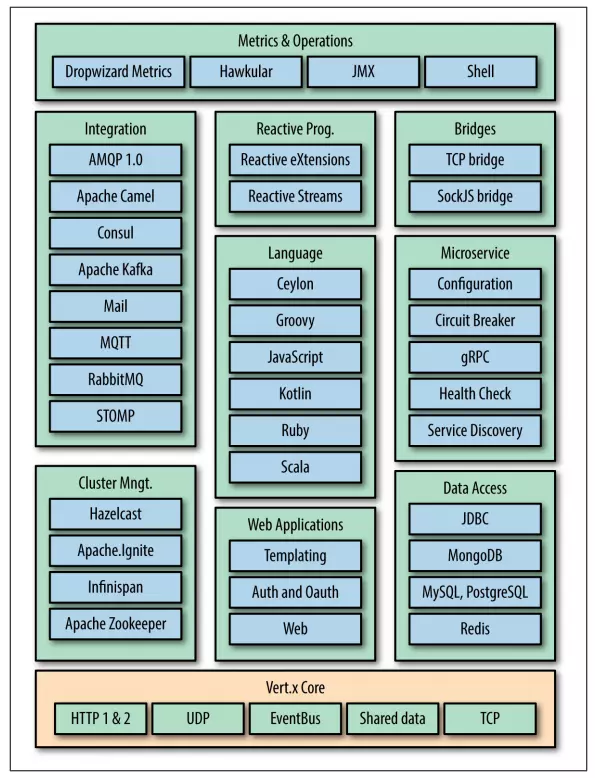 Metrics & Operations
Dropwizard Metrics
Hawkular
JMX
Shell
Integration
AMQP 1.0
Apache Camel
Consul
Apache Kafka
Mail
MQTT
RabbitMQ
STOMP
Reactive Prog.
Reactive eXtensions
Reactive Streams
Bridges
TCP bridge
SockJS bridge
Language
Ceylon
Groovy
JavaScript
Kotlin
Ruby
Scala
Microservice
Configuration
Circuit Breaker
gRPC
Health Check
Service Discovery
Cluster Mngt.
Hazelcast
Apache.Ignite
Infinispan
Apache Zookeeper
Web Applications
Templating
Auth and Oauth
Web
Data Access
JDBC
MongoDB
MySQL, PostgreSQL
Redis
Vert.x Core
HTTP 1 & 2
UDP
EventBus
Shared data
TCP